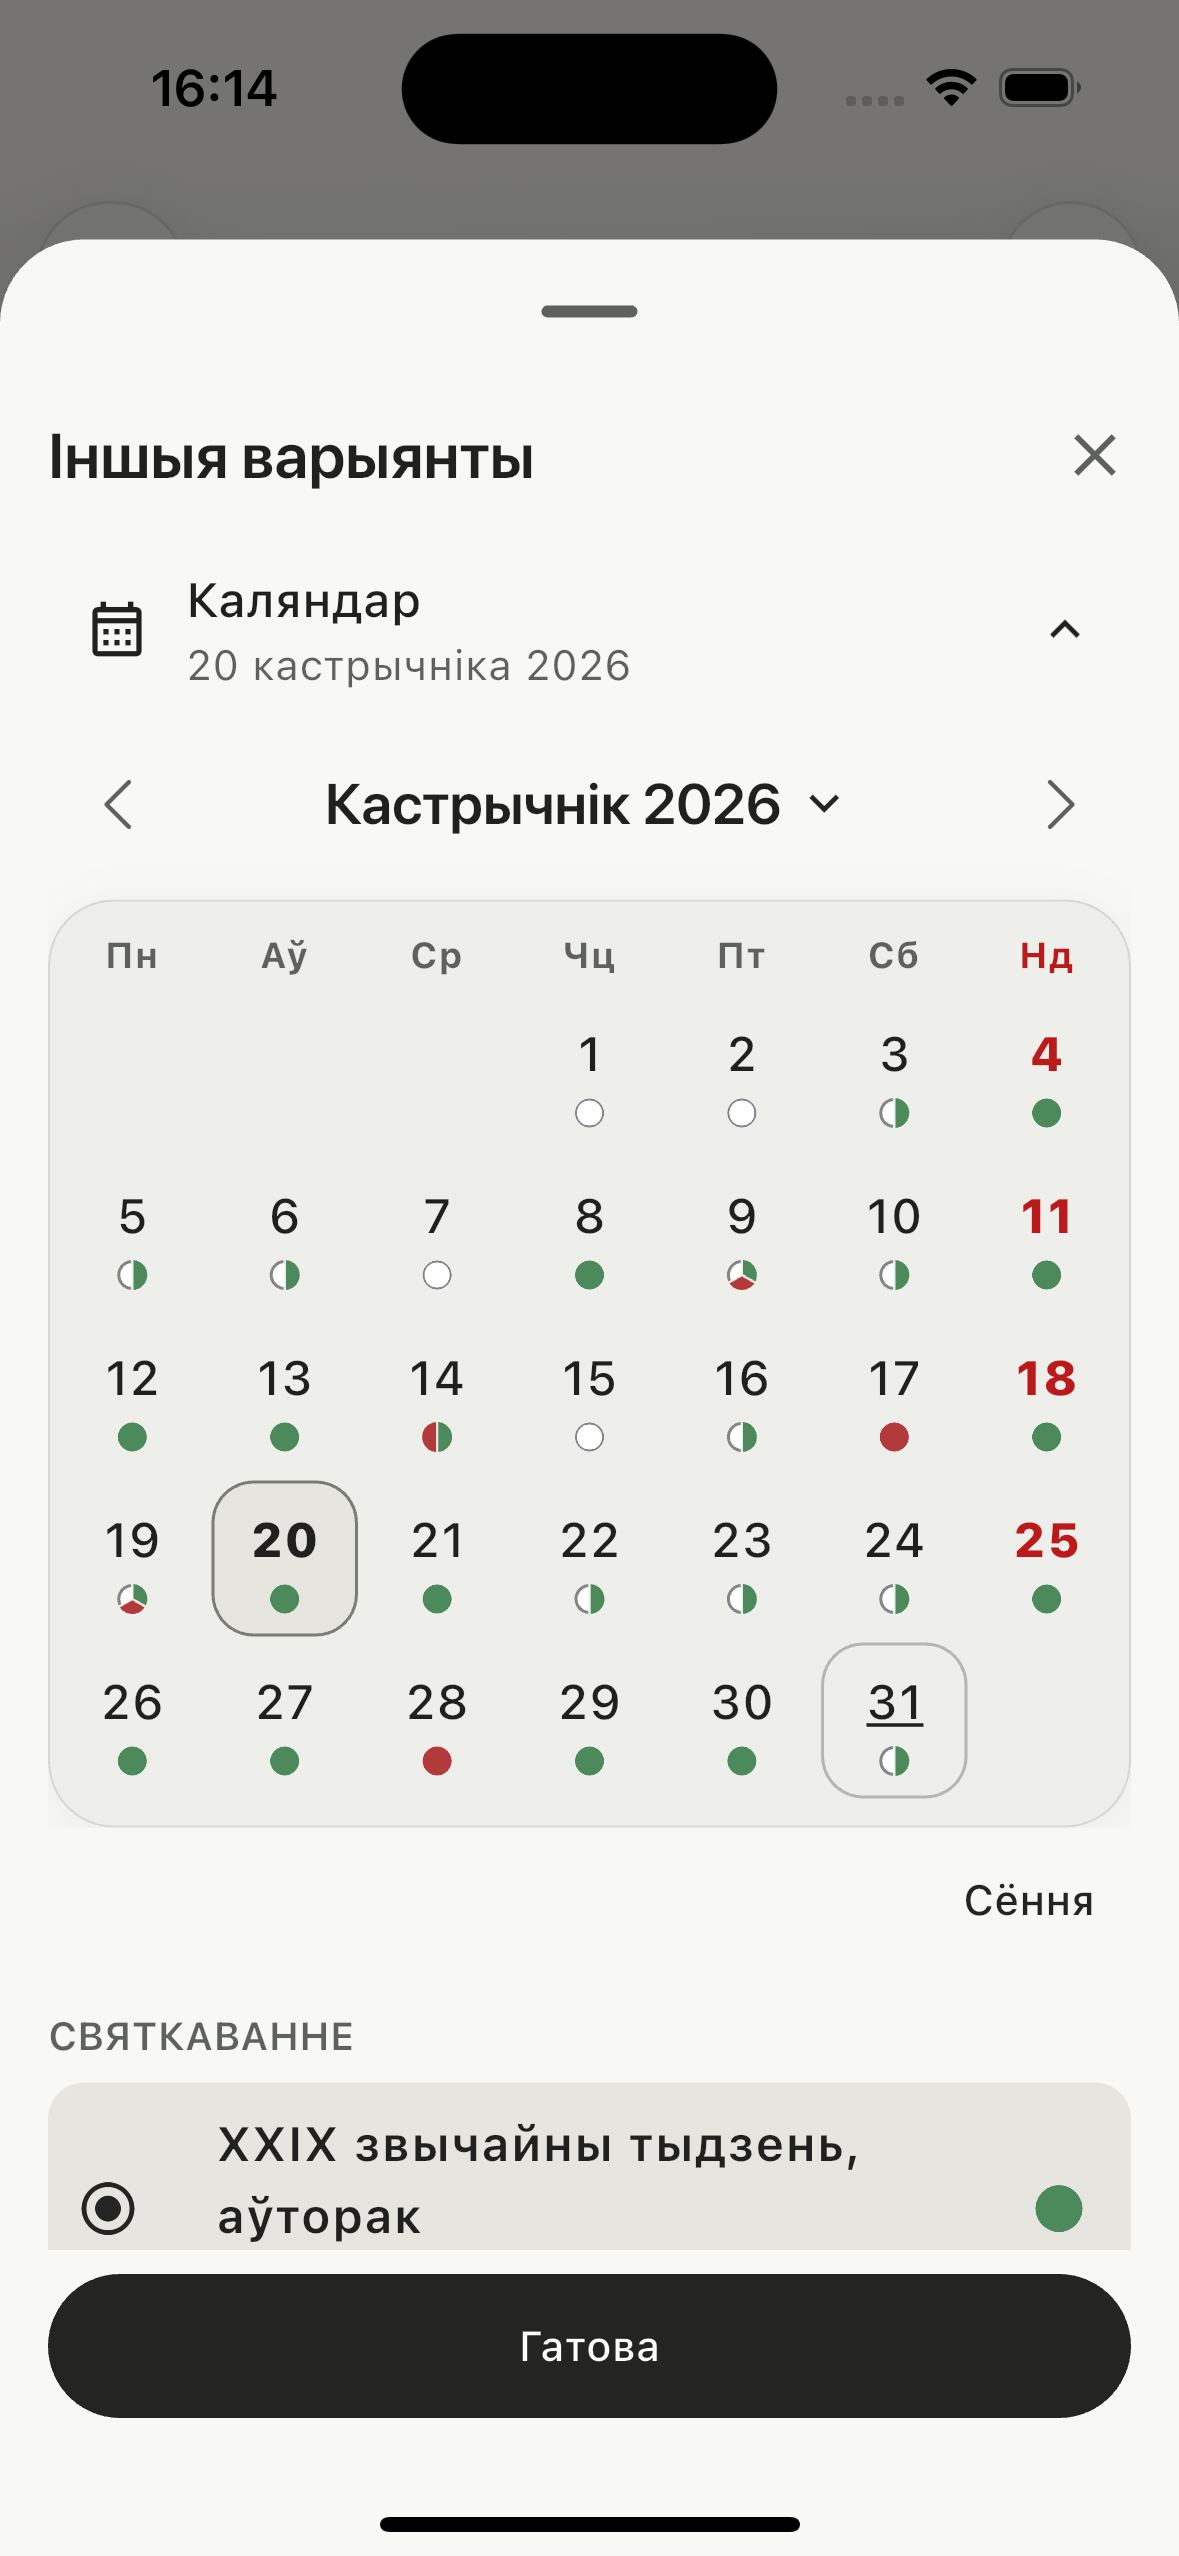 16:14
Іншыя варыянты
Каляндар
20 кастрычніка 2026
Кастрычнік 2026
Пн Аў Ср Чц Пт Сб Нд
1 2 3 4
5 6 7 8 9 10 11
12 13 14 15 16 17 18
19 20 21 22 23 24 25
26 27 28 29 30 31
Сёння
СВЯТКАВАННЕ
XXIX звычайны тыдзень,
аўторак
Гатова